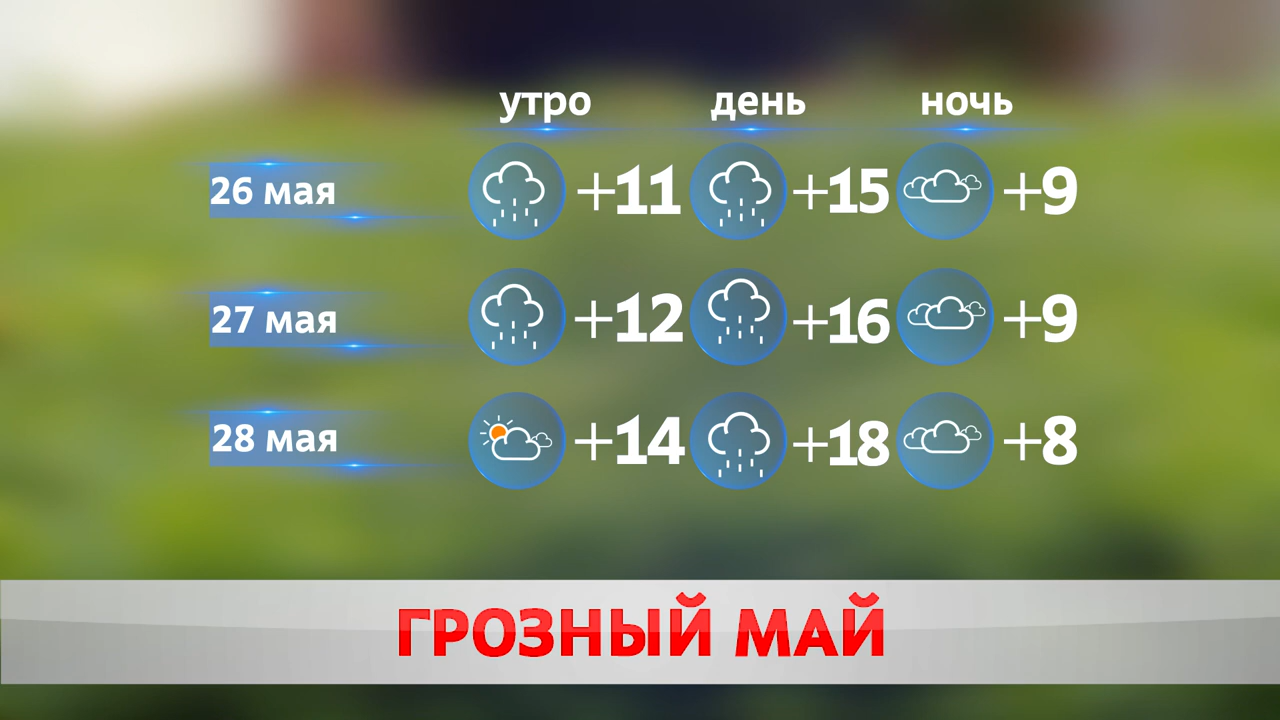 утро день ночь
26 мая +11 +15 +9
27 мая +12 +16 +9
28 мая +14 +18 +8
ГРОЗНЫЙ МАЙ